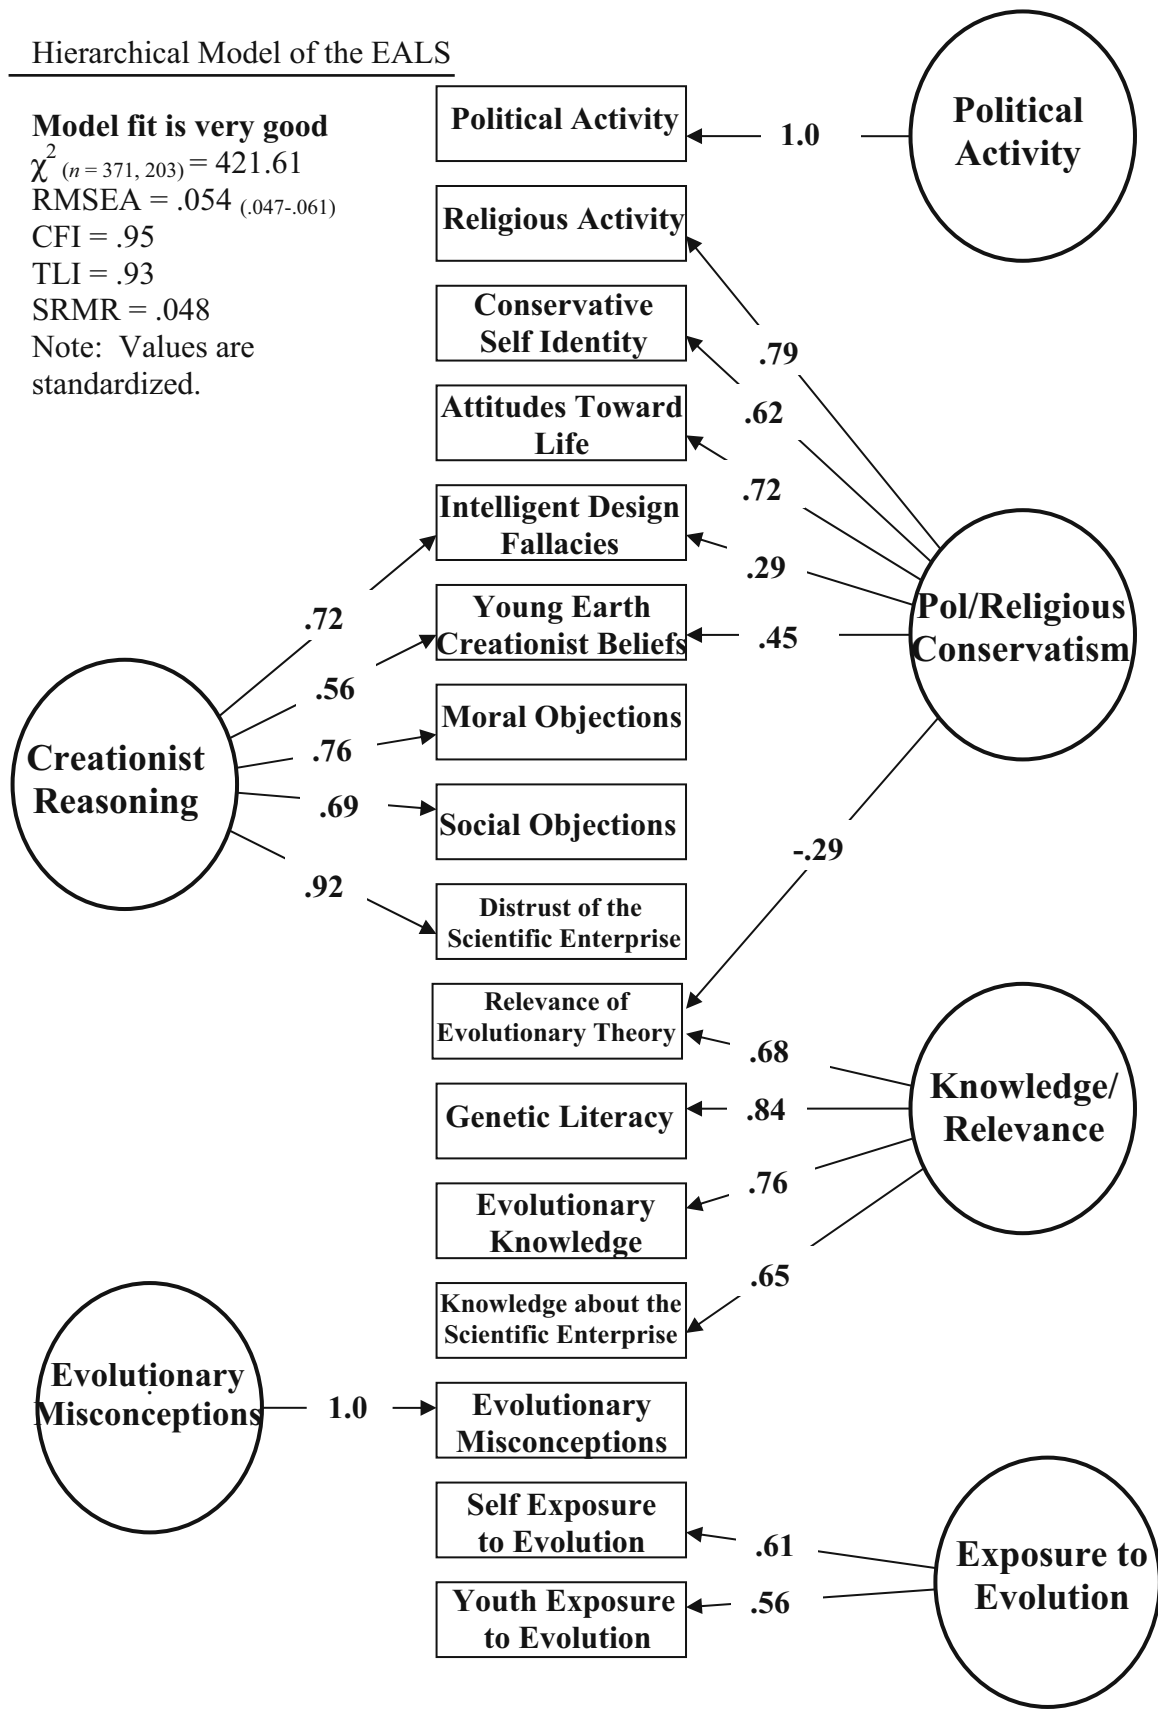 Hierarchical Model of the EALS
Model fit is very good
χ2 (n = 371, 203) = 421.61
RMSEA = .054 (.047-.061)
CFI = .95
TLI = .93
SRMR = .048
Note: Values are
standardized.
Political Activity
1.0
Political
Activity
Religious Activity
Conservative
Self Identity
.79
Attitudes Toward
Life
.62
.72
Intelligent Design
Fallacies
.29
.72
Young Earth
Creationist Beliefs
.45
Pol/Religious
Conservatism
.56
Moral Objections
.76
Creationist
Reasoning
.69
Social Objections
-.29
.92
Distrust of the
Scientific Enterprise
Relevance of
Evolutionary Theory
.68
Genetic Literacy
.84
Knowledge/
Relevance
Evolutionary
Knowledge
.76
.65
Knowledge about the
Scientific Enterprise
Evolutionary
Misconceptions
1.0
Evolutionary
Misconceptions
Self Exposure
to Evolution
.61
Exposure to
Evolution
Youth Exposure
to Evolution
.56